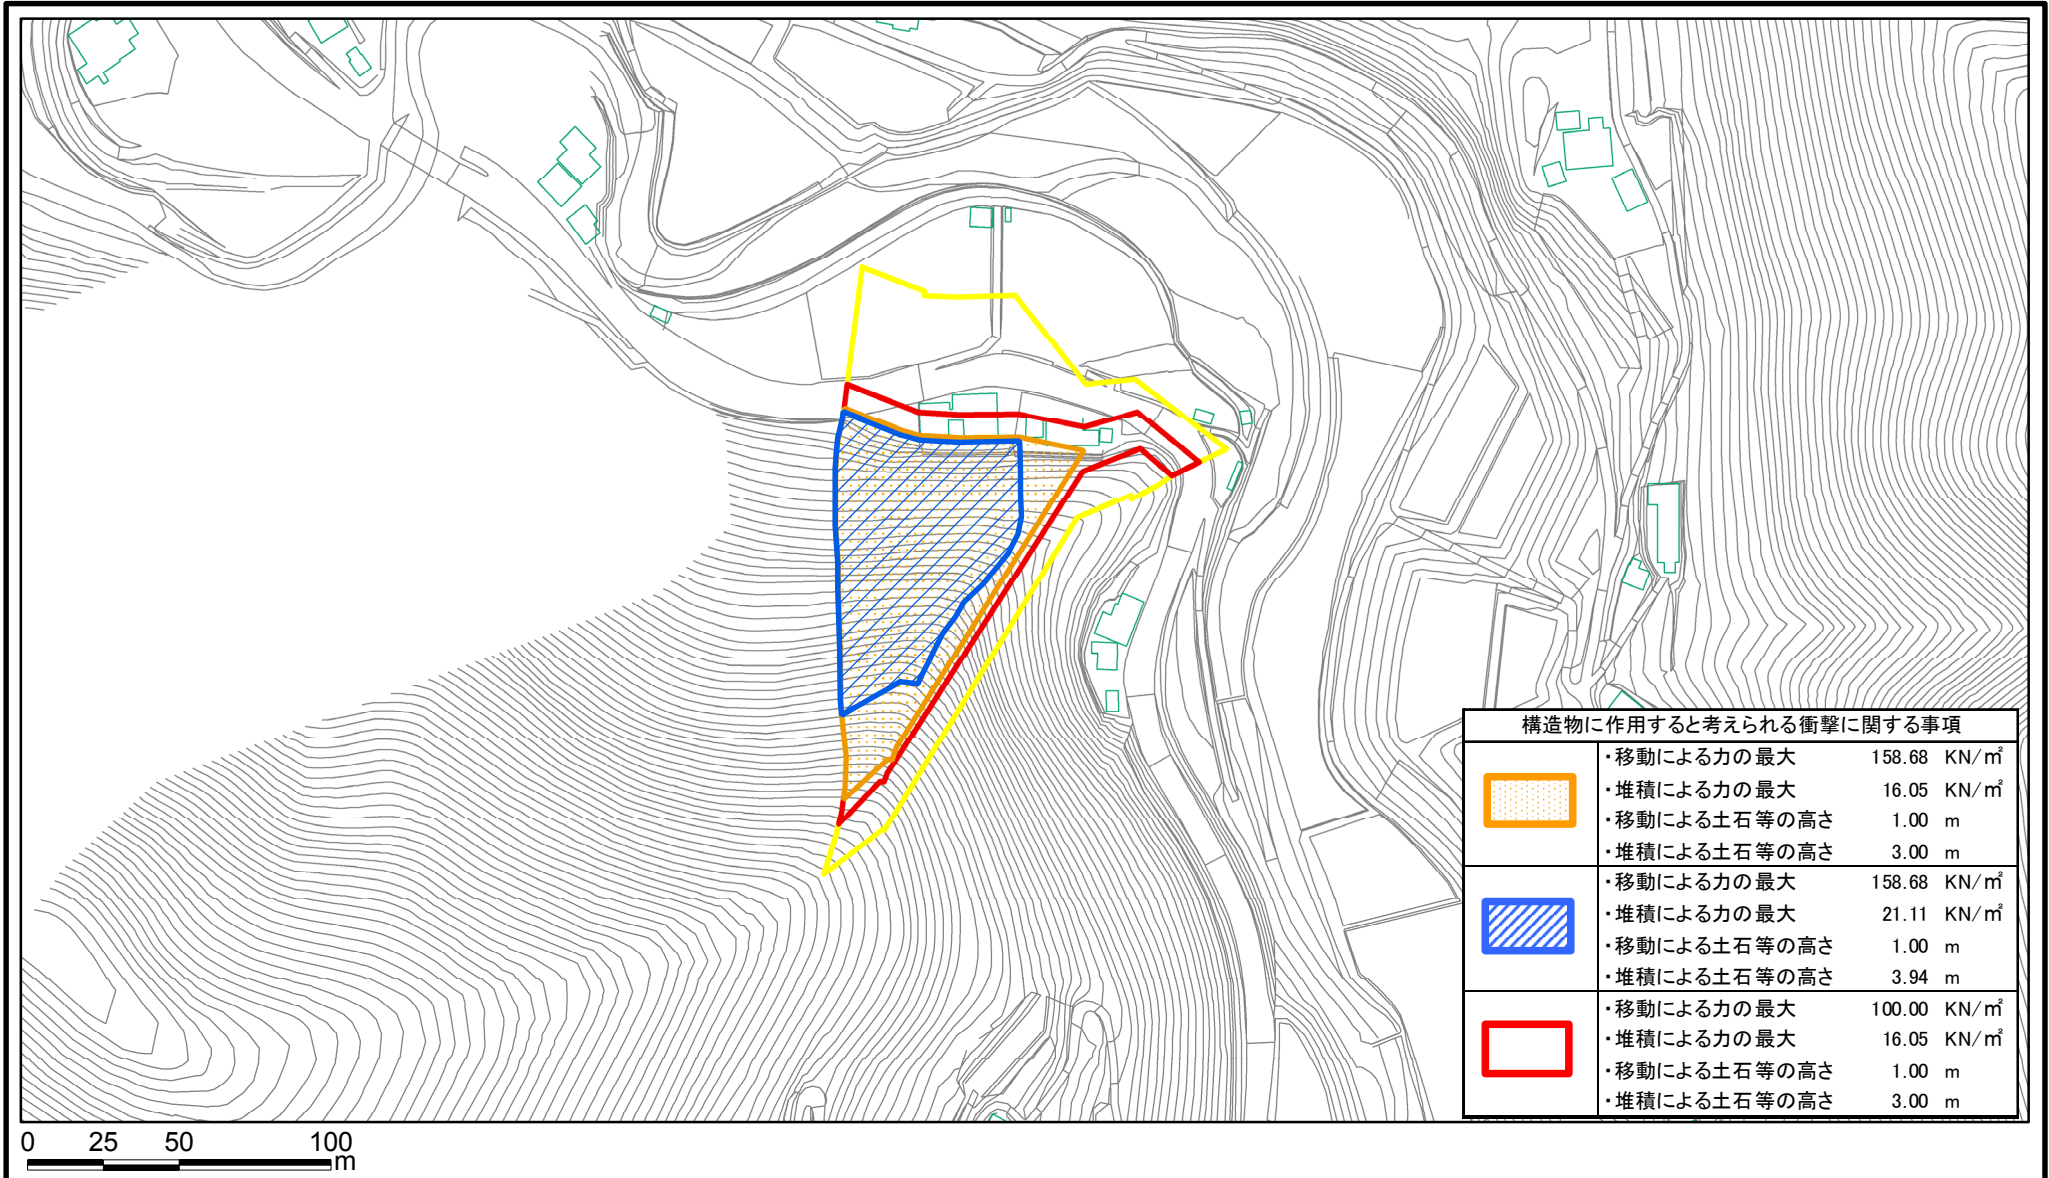 構造物に作用すると考えられる衝撃に関する事項
・移動による力の最大 158.68 KN/㎡
・堆積による力の最大 16.05 KN/㎡
・移動による土石等の高さ 1.00 m
・堆積による土石等の高さ 3.00 m
・移動による力の最大 158.68 KN/㎡
・堆積による力の最大 21.11 KN/㎡
・移動による土石等の高さ 1.00 m
・堆積による土石等の高さ 3.94 m
・移動による力の最大 100.00 KN/㎡
・堆積による力の最大 16.05 KN/㎡
・移動による土石等の高さ 1.00 m
・堆積による土石等の高さ 3.00 m
0 25 50 100
m